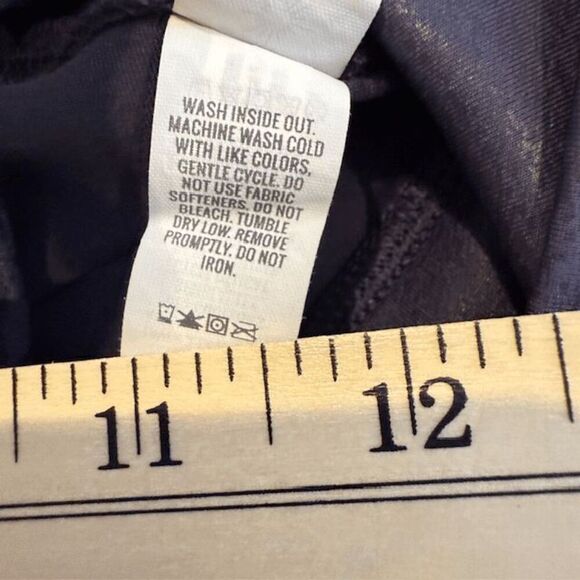 WASH INSIDE OUT.
MACHINE WASH COLD
WITH LIKE COLORS,
GENTLE CYCLE. DO
NOT USE FABRIC
SOFTENERS. DO NOT
BLEACH. TUMBLE
DRY LOW. REMOVE
PROMPTLY. DO NOT
IRON.
11 12